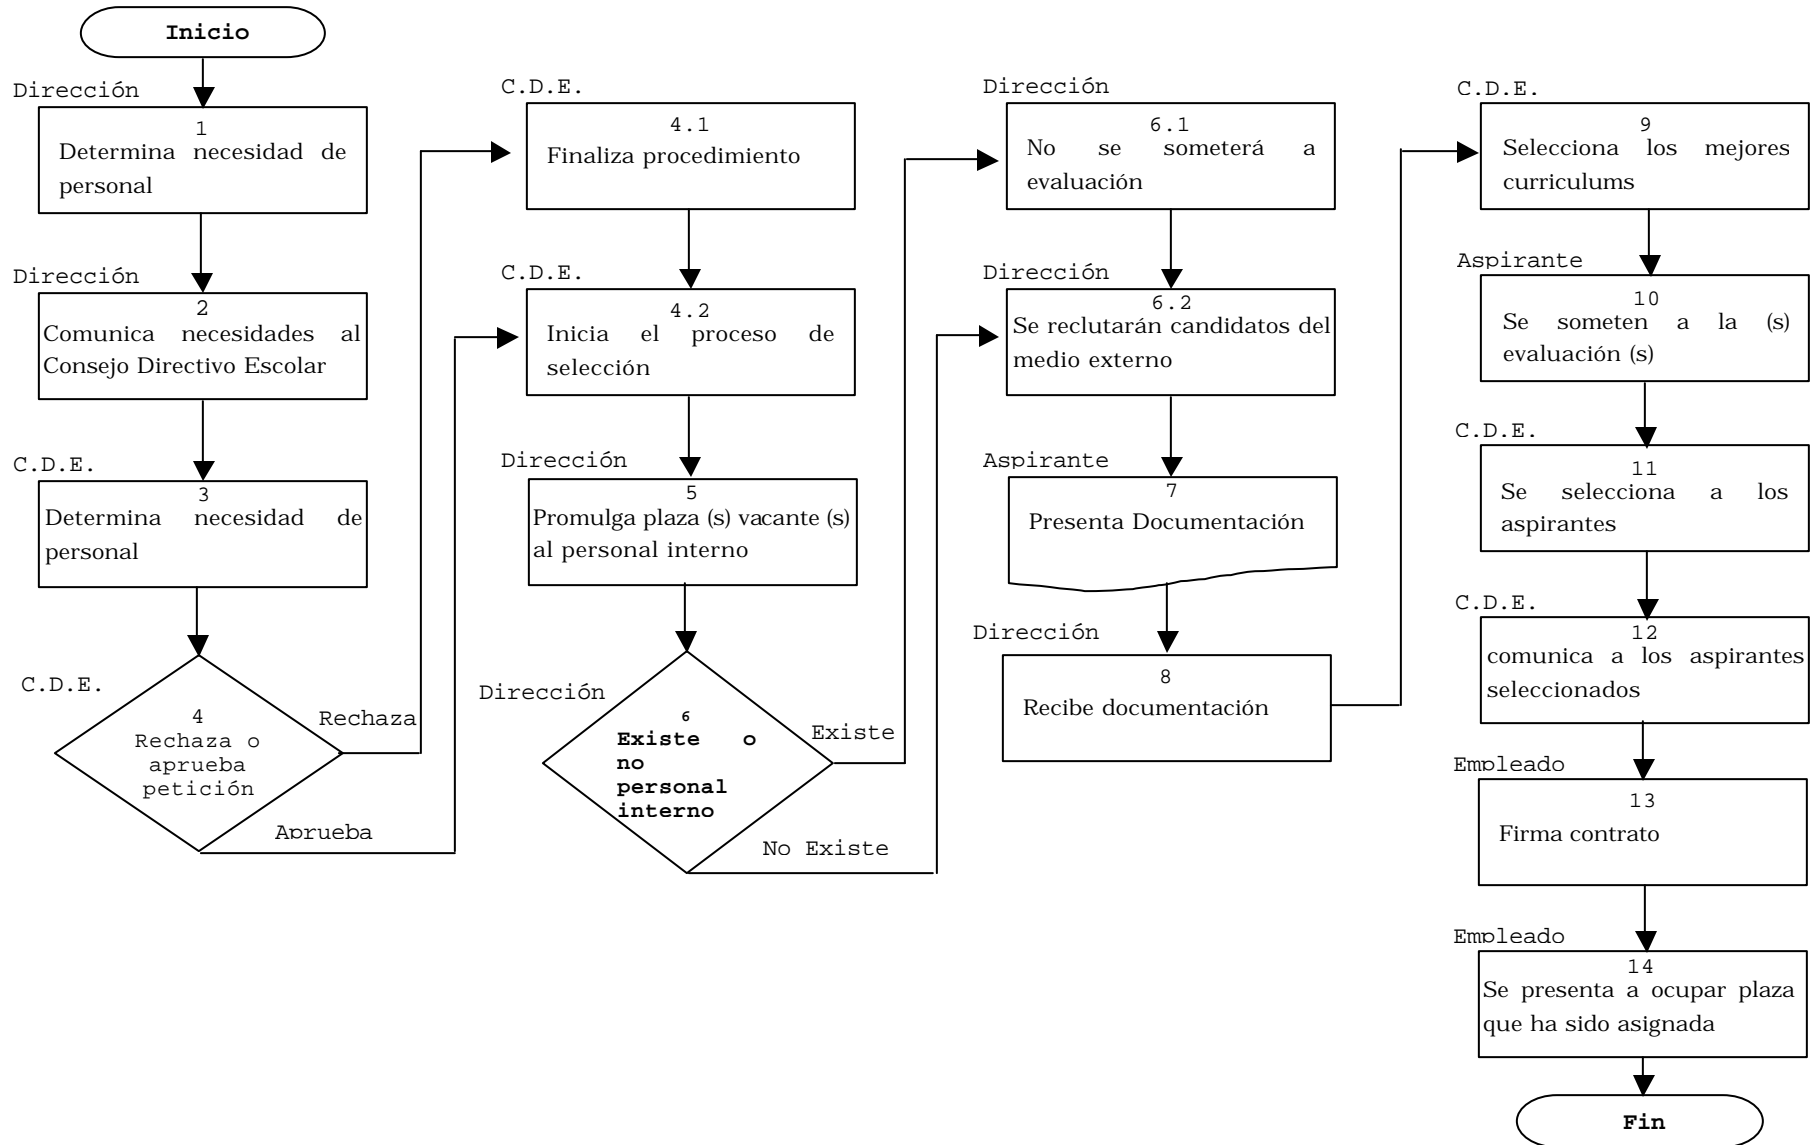 Inicio
Dirección
1
Determina necesidad de
personal
Dirección
2
Comunica necesidades al
Consejo Directivo Escolar
C.D.E.
3
Determina necesidad de
personal
C.D.E.
4
Rechaza o
aprueba
petición
Rechaza
Aprueba
C.D.E.
4.1
Finaliza procedimiento
C.D.E.
4.2
Inicia el proceso de
selección
Dirección
5
Promulga plaza (s) vacante (s)
al personal interno
Dirección
6
Existe o
no
personal
interno
Existe
No Existe
Dirección
6.1
No se someterá a
evaluación
Dirección
6.2
Se reclutarán candidatos del
medio externo
Aspirante
7
Presenta Documentación
Dirección
8
Recibe documentación
C.D.E.
9
Selecciona los mejores
curriculums
Aspirante
10
Se someten a la (s)
evaluación (s)
C.D.E.
11
Se selecciona a los
aspirantes
C.D.E.
12
comunica a los aspirantes
seleccionados
Empleado
13
Firma contrato
Empleado
14
Se presenta a ocupar plaza
que ha sido asignada
Fin